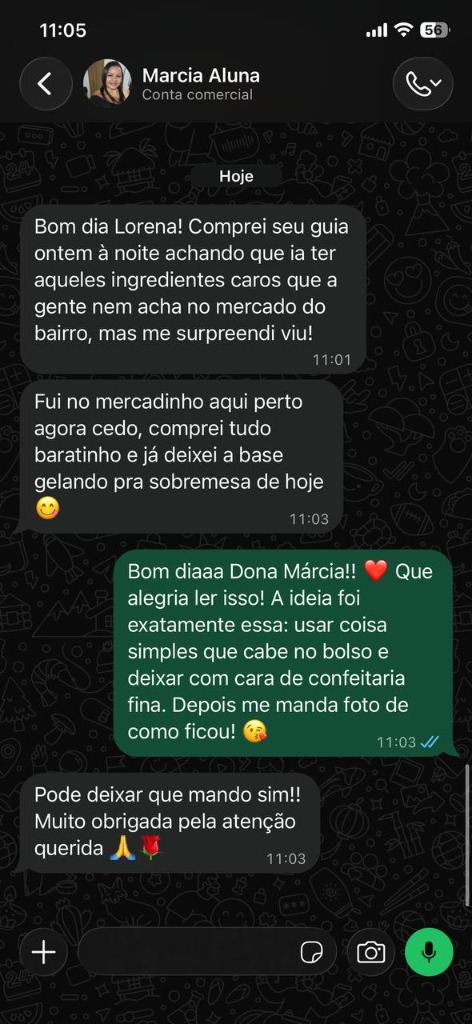 11:05
56
Marcia Aluna
Conta comercial
Hoje
Bom dia Lorena! Comprei seu guia
ontem à noite achando que ia ter
aqueles ingredientes caros que a
gente nem acha no mercado do
bairro, mas me surpreendi viu!
11:01
Fui no mercadinho aqui perto
agora cedo, comprei tudo
baratinho e já deixei a base
gelando pra sobremesa de hoje
😋
11:03
Bom diaaa Dona Márcia!! ❤️ Que
alegria ler isso! A ideia foi
exatamente essa: usar coisa
simples que cabe no bolso e
deixar com cara de confeitaria
fina. Depois me manda foto de
como ficou! 😘
11:03
Pode deixar que mando sim!!
Muito obrigada pela atenção
querida 🙏🌹
11:03